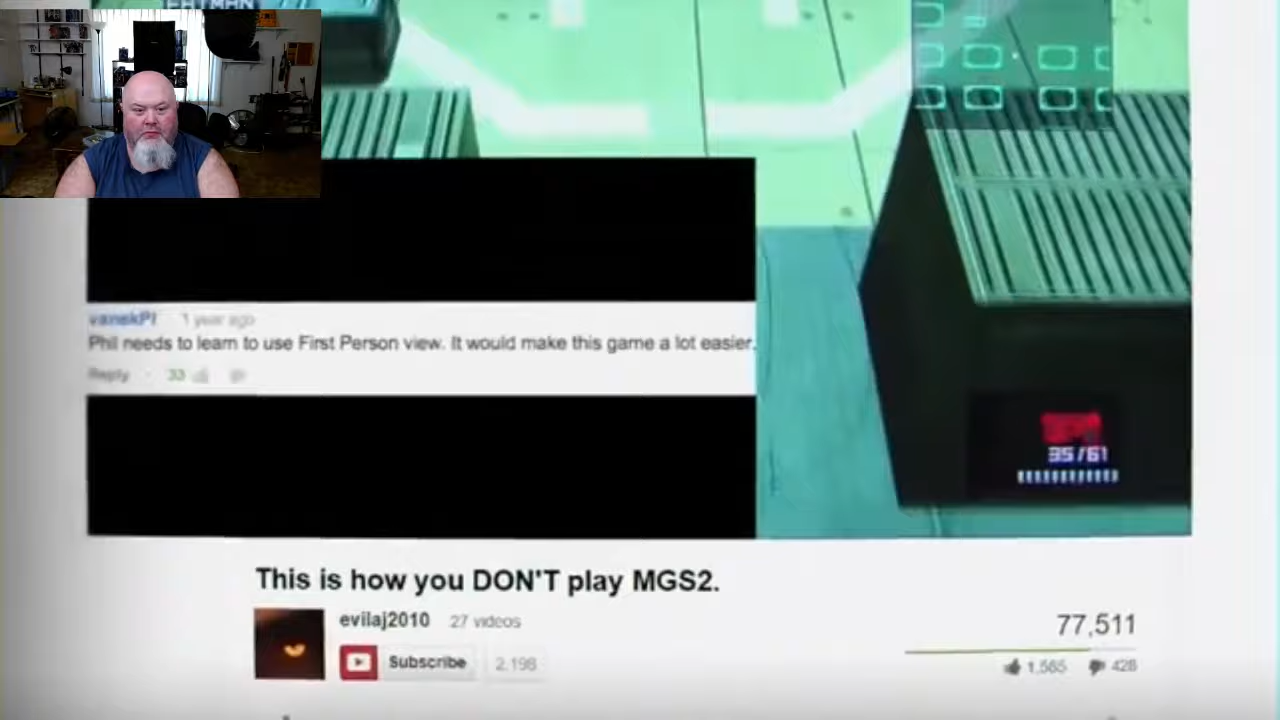 FATMAN
vanekPl 1 year ago
Phil needs to learn to use First Person view. It would make this game a lot easier.
Reply · 33
35/61
This is how you DON'T play MGS2.
evilaj2010 27 videos
77,511
Subscribe 2,198
1,565 428